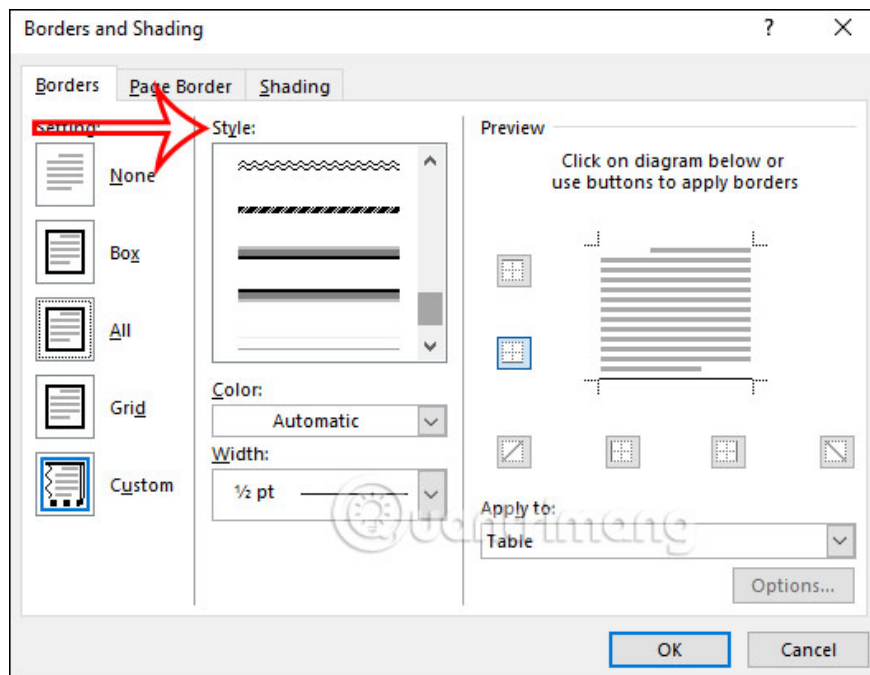 Borders and Shading
?
Borders
Page Border
Shading
Setting:
None
Box
All
Grid
Custom
Style:
Color:
Automatic
Width:
½ pt
Preview
Click on diagram below or
use buttons to apply borders
Apply to:
Table
Options...
OK
Cancel
Quantrimang